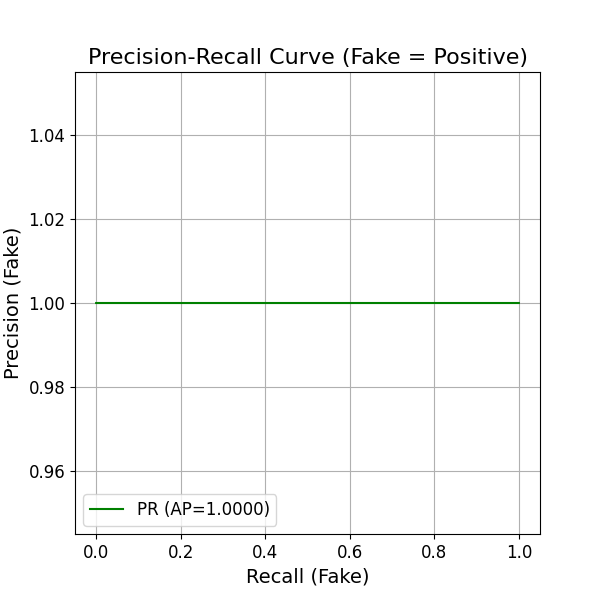 Precision-Recall Curve (Fake = Positive)
Precision (Fake)
1.04
1.02
1.00
0.98
0.96
PR (AP=1.0000)
0.0 0.2 0.4 0.6 0.8 1.0
Recall (Fake)